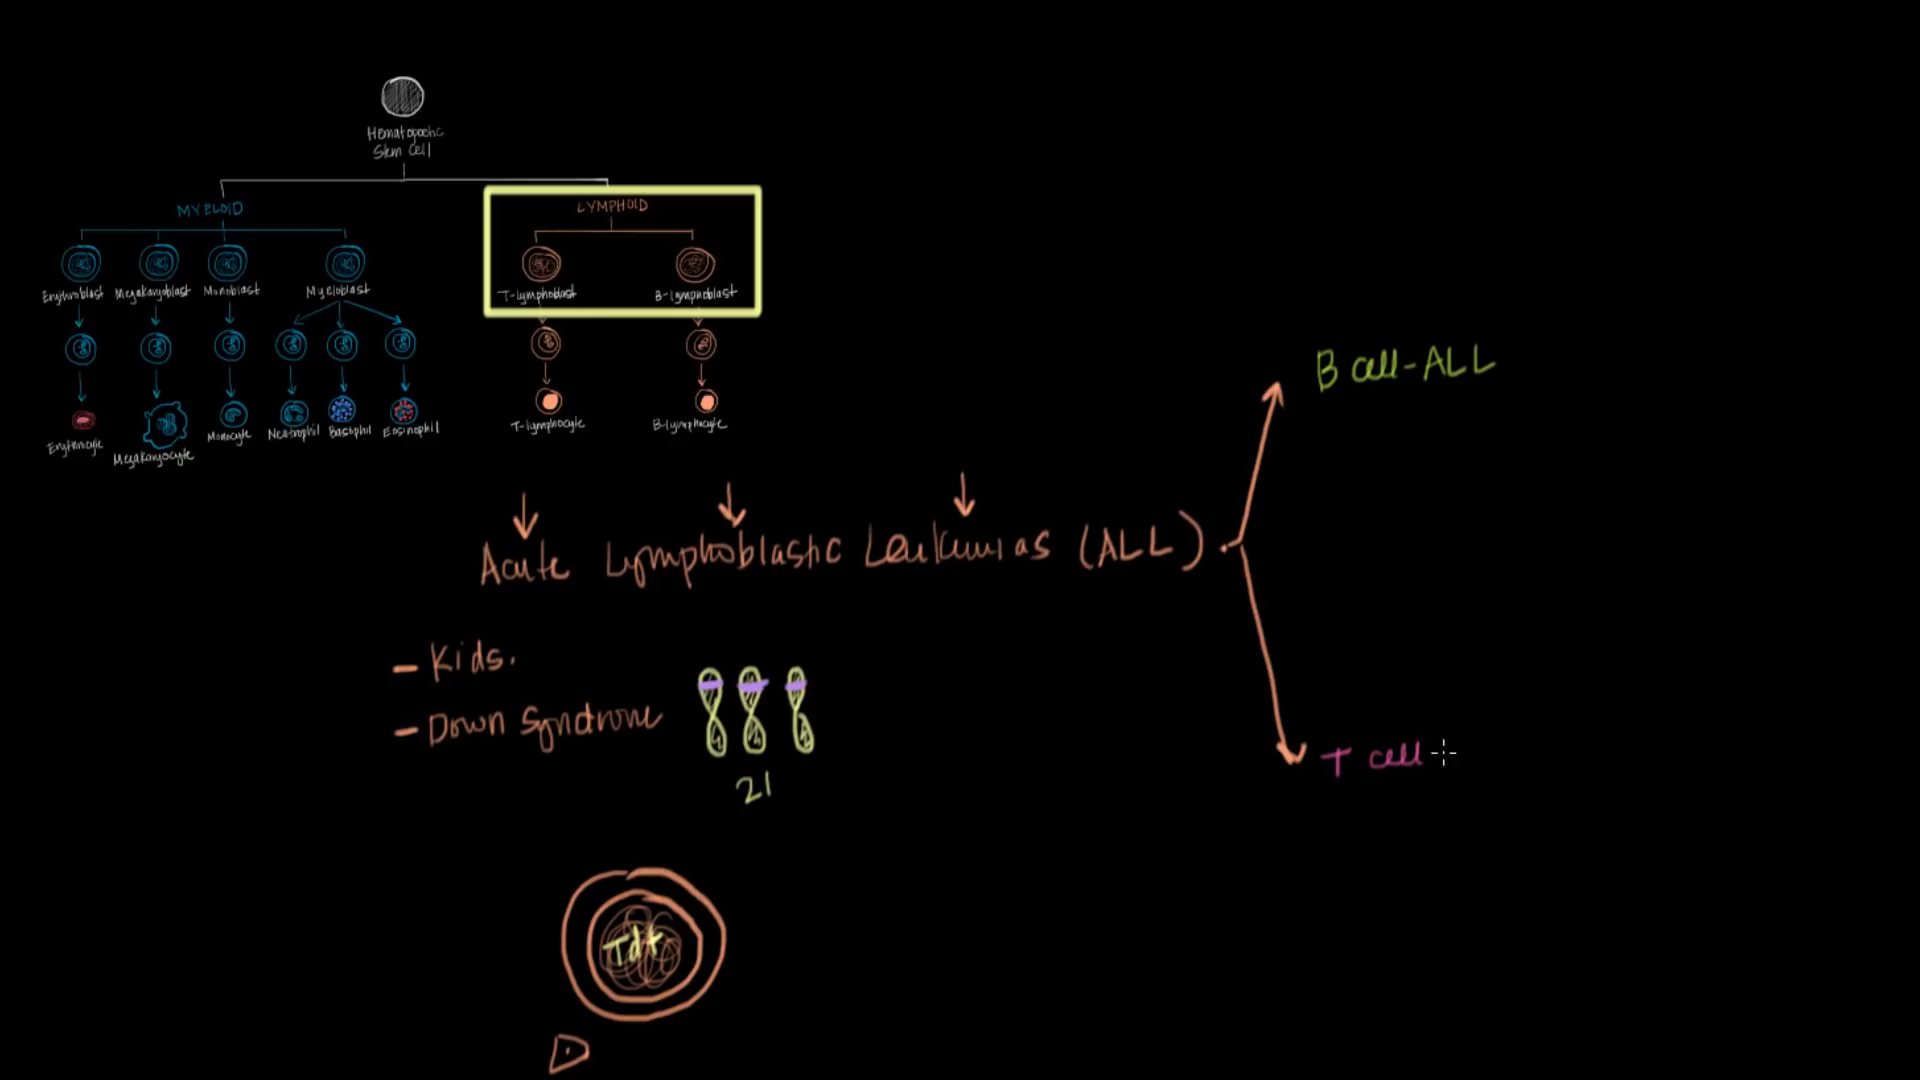 Hematopoetic
Stem Cell
MYELOID
LYMPHOID
Erythroblast Megakaryoblast Monoblast Myeloblast T-lymphoblast B-lymphoblast
Erythrocyte Megakaryocyte Monocyte Neutrophil Basophil Eosinophil T-lymphocyte B-lymphocyte
B cell-ALL
Acute Lymphoblastic Leukemias (ALL)
- Kids.
- Down Syndrome
21
T cell
Tdt